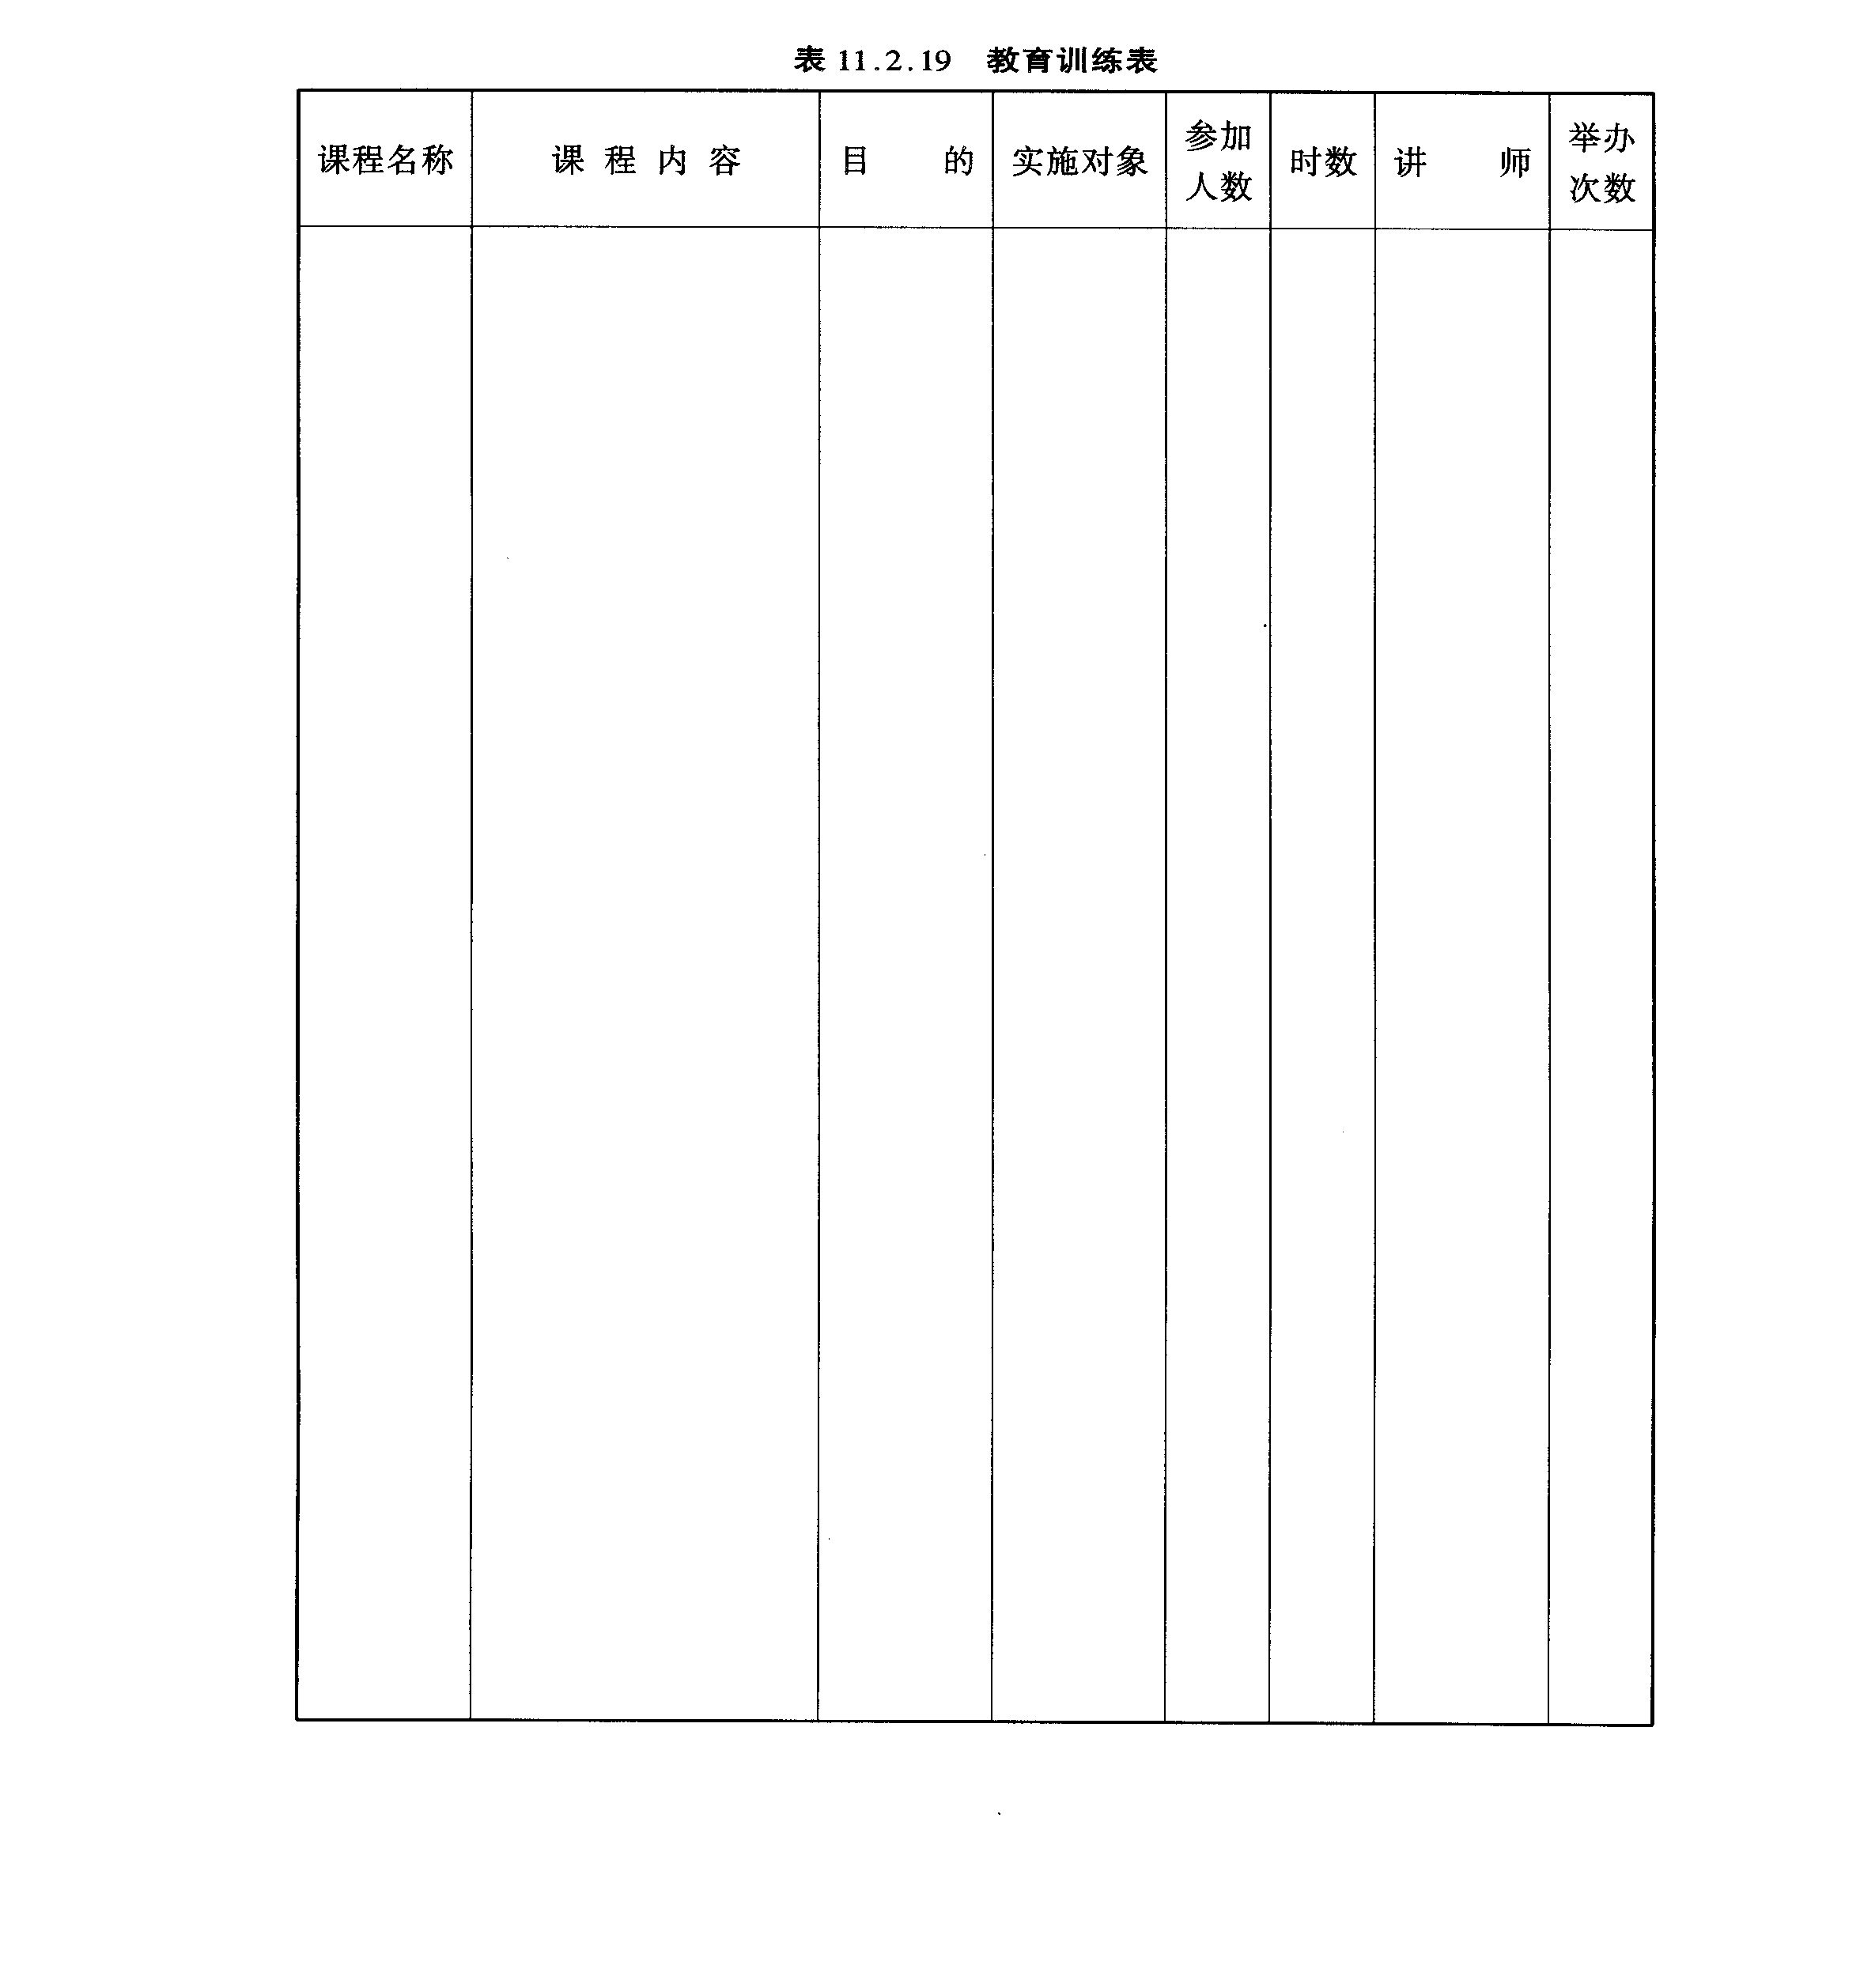 表 11.2.19 教育训练表
课程名称 课程内容 目的 实施对象 参加人数 时数 讲师 举办次数